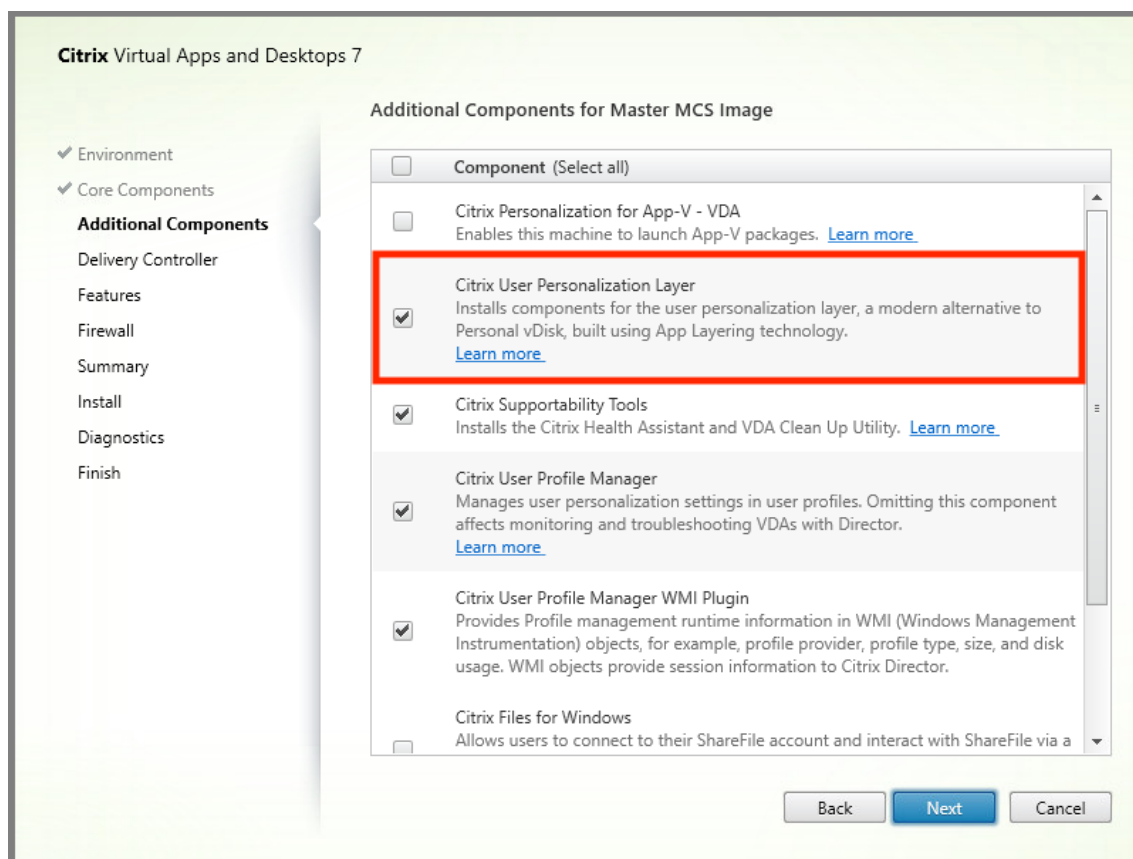 Citrix Virtual Apps and Desktops 7
Additional Components for Master MCS Image
Environment
Core Components
Additional Components
Delivery Controller
Features
Firewall
Summary
Install
Diagnostics
Finish
Component (Select all)
Citrix Personalization for App-V - VDA
Enables this machine to launch App-V packages. Learn more
Citrix User Personalization Layer
Installs components for the user personalization layer, a modern alternative to
Personal vDisk, built using App Layering technology.
Learn more
Citrix Supportability Tools
Installs the Citrix Health Assistant and VDA Clean Up Utility. Learn more
Citrix User Profile Manager
Manages user personalization settings in user profiles. Omitting this component
affects monitoring and troubleshooting VDAs with Director.
Learn more
Citrix User Profile Manager WMI Plugin
Provides Profile management runtime information in WMI (Windows Management
Instrumentation) objects, for example, profile provider, profile type, size, and disk
usage. WMI objects provide session information to Citrix Director.
Citrix Files for Windows
Allows users to connect to their ShareFile account and interact with ShareFile via a
Back
Next
Cancel